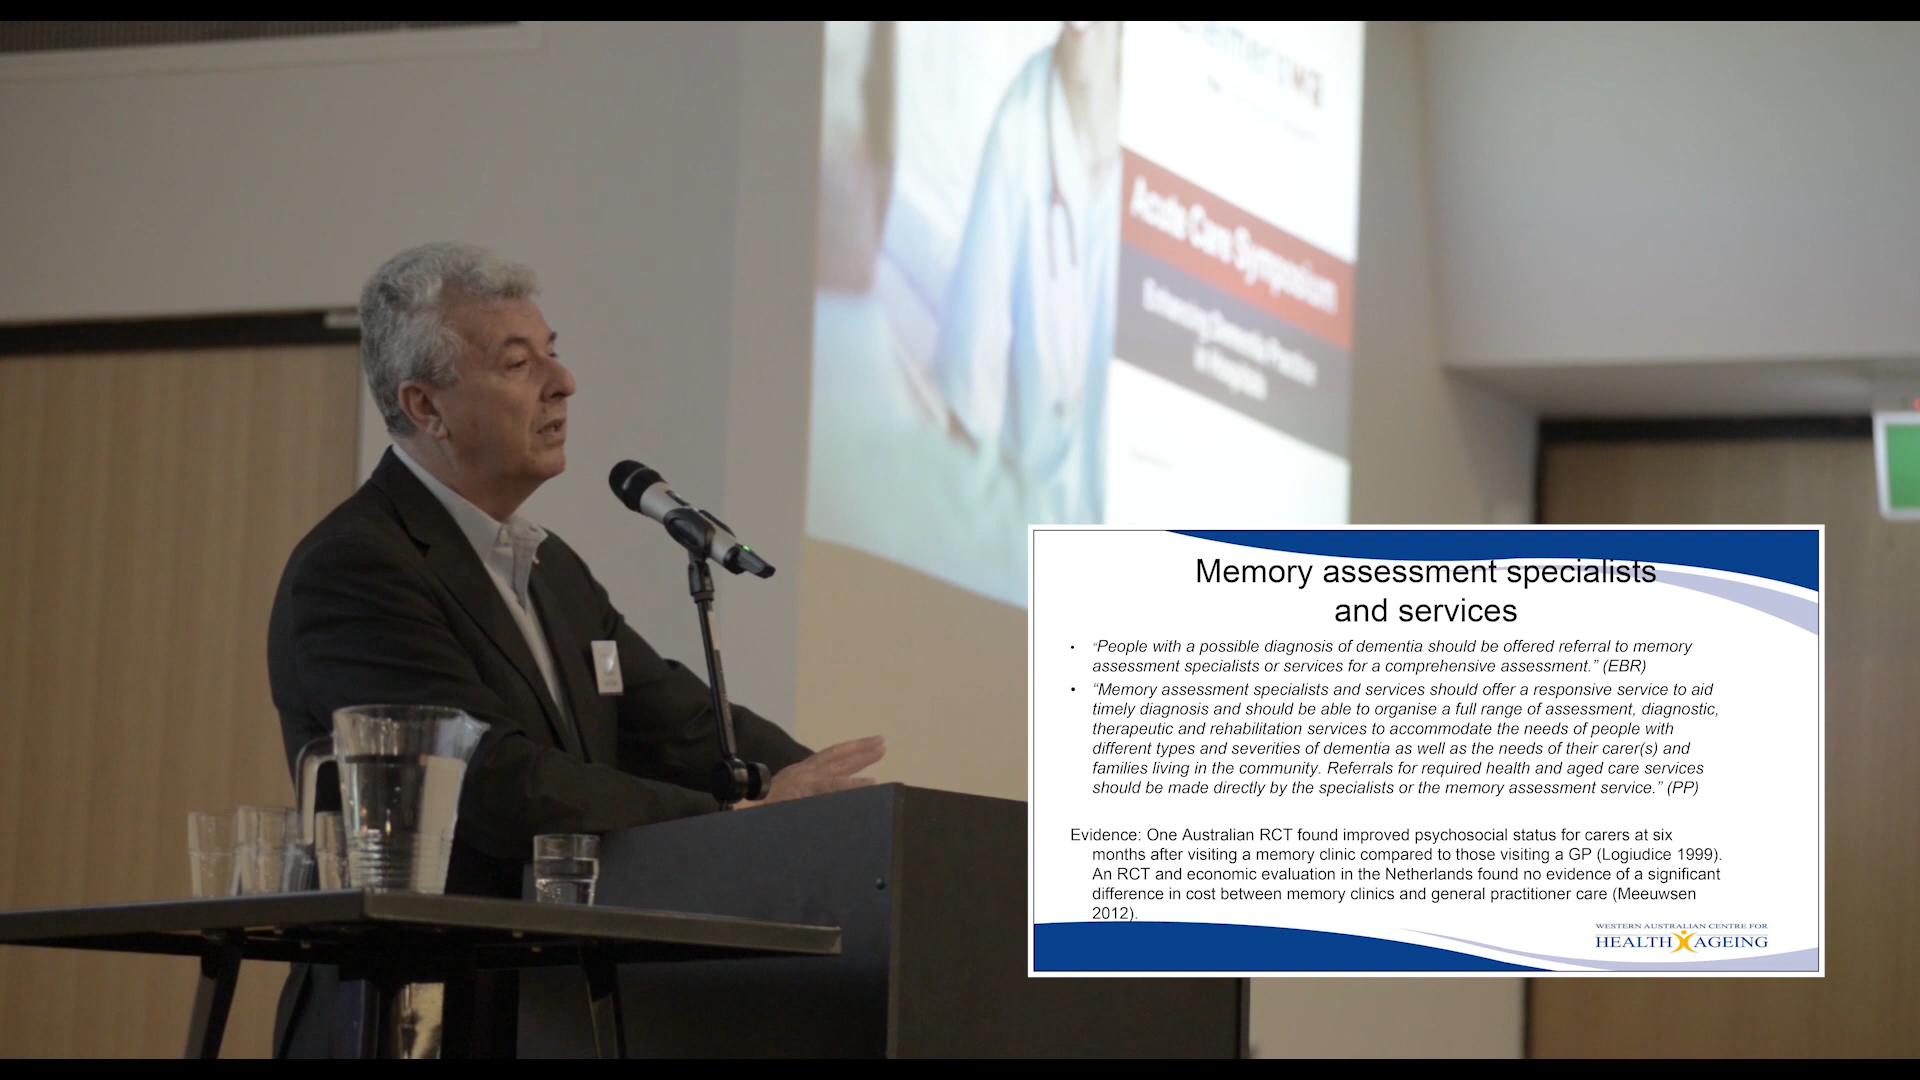 Acute Care Symposium
Enhancing Dementia Practice
in Hospitals
Memory assessment specialists
and services
• “People with a possible diagnosis of dementia should be offered referral to memory
assessment specialists or services for a comprehensive assessment.” (EBR)
• “Memory assessment specialists and services should offer a responsive service to aid
timely diagnosis and should be able to organise a full range of assessment, diagnostic,
therapeutic and rehabilitation services to accommodate the needs of people with
different types and severities of dementia as well as the needs of their carer(s) and
families living in the community. Referrals for required health and aged care services
should be made directly by the specialists or the memory assessment service.” (PP)
Evidence: One Australian RCT found improved psychosocial status for carers at six
months after visiting a memory clinic compared to those visiting a GP (Logiudice 1999).
An RCT and economic evaluation in the Netherlands found no evidence of a significant
difference in cost between memory clinics and general practitioner care (Meeuwsen
2012).
WESTERN AUSTRALIAN CENTRE FOR
HEALTH AGEING